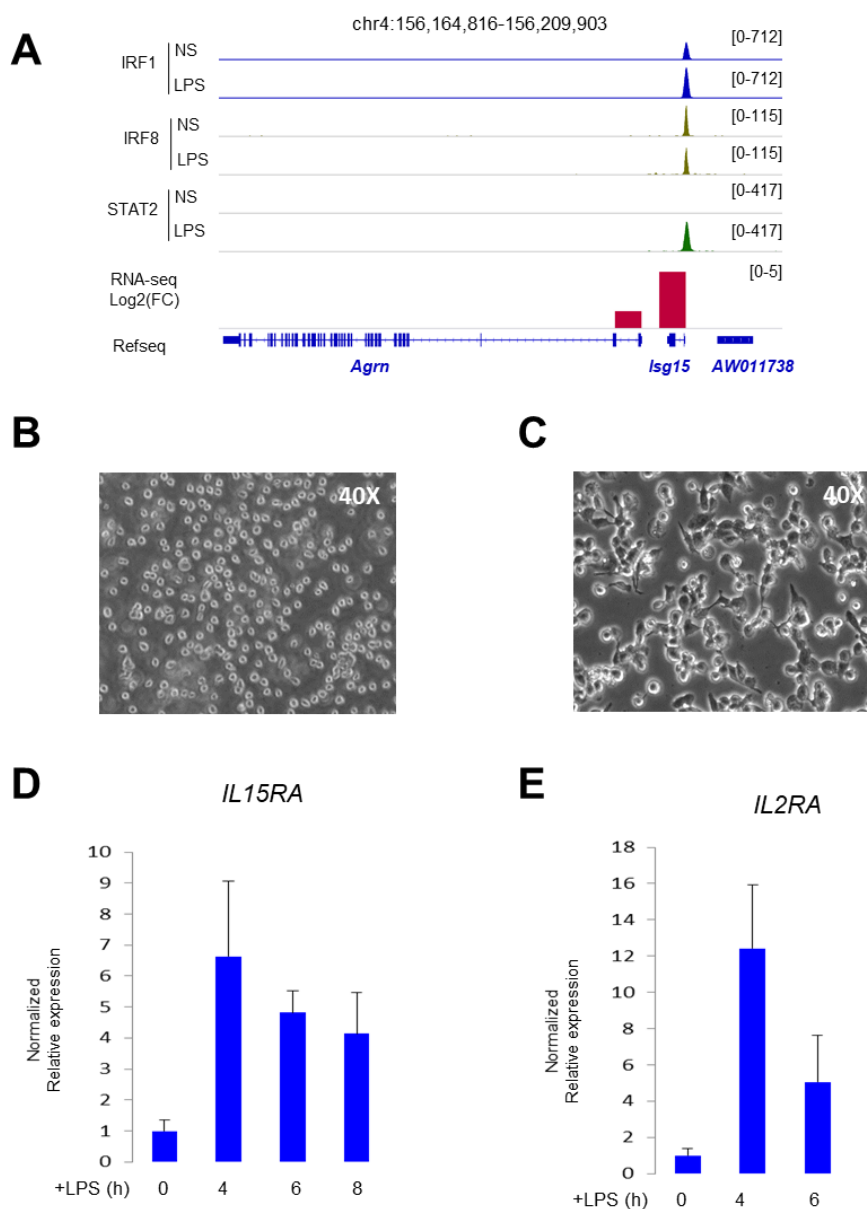 A
chr4:156,164,816-156,209,903
IRF1
NS
[0-712]
LPS
[0-712]
IRF8
NS
[0-115]
LPS
[0-115]
STAT2
NS
[0-417]
LPS
[0-417]
RNA-seq
Log2(FC)
[0-5]
Refseq
Agrn
Isg15
AW011738
B
40X
C
40X
D
IL15RA
Normalized
Relative expression
10
9
8
7
6
5
4
3
2
1
0
+LPS (h) 0 4 6 8
E
IL2RA
Normalized
Relative expression
18
16
14
12
10
8
6
4
2
0
+LPS (h) 0 4 6